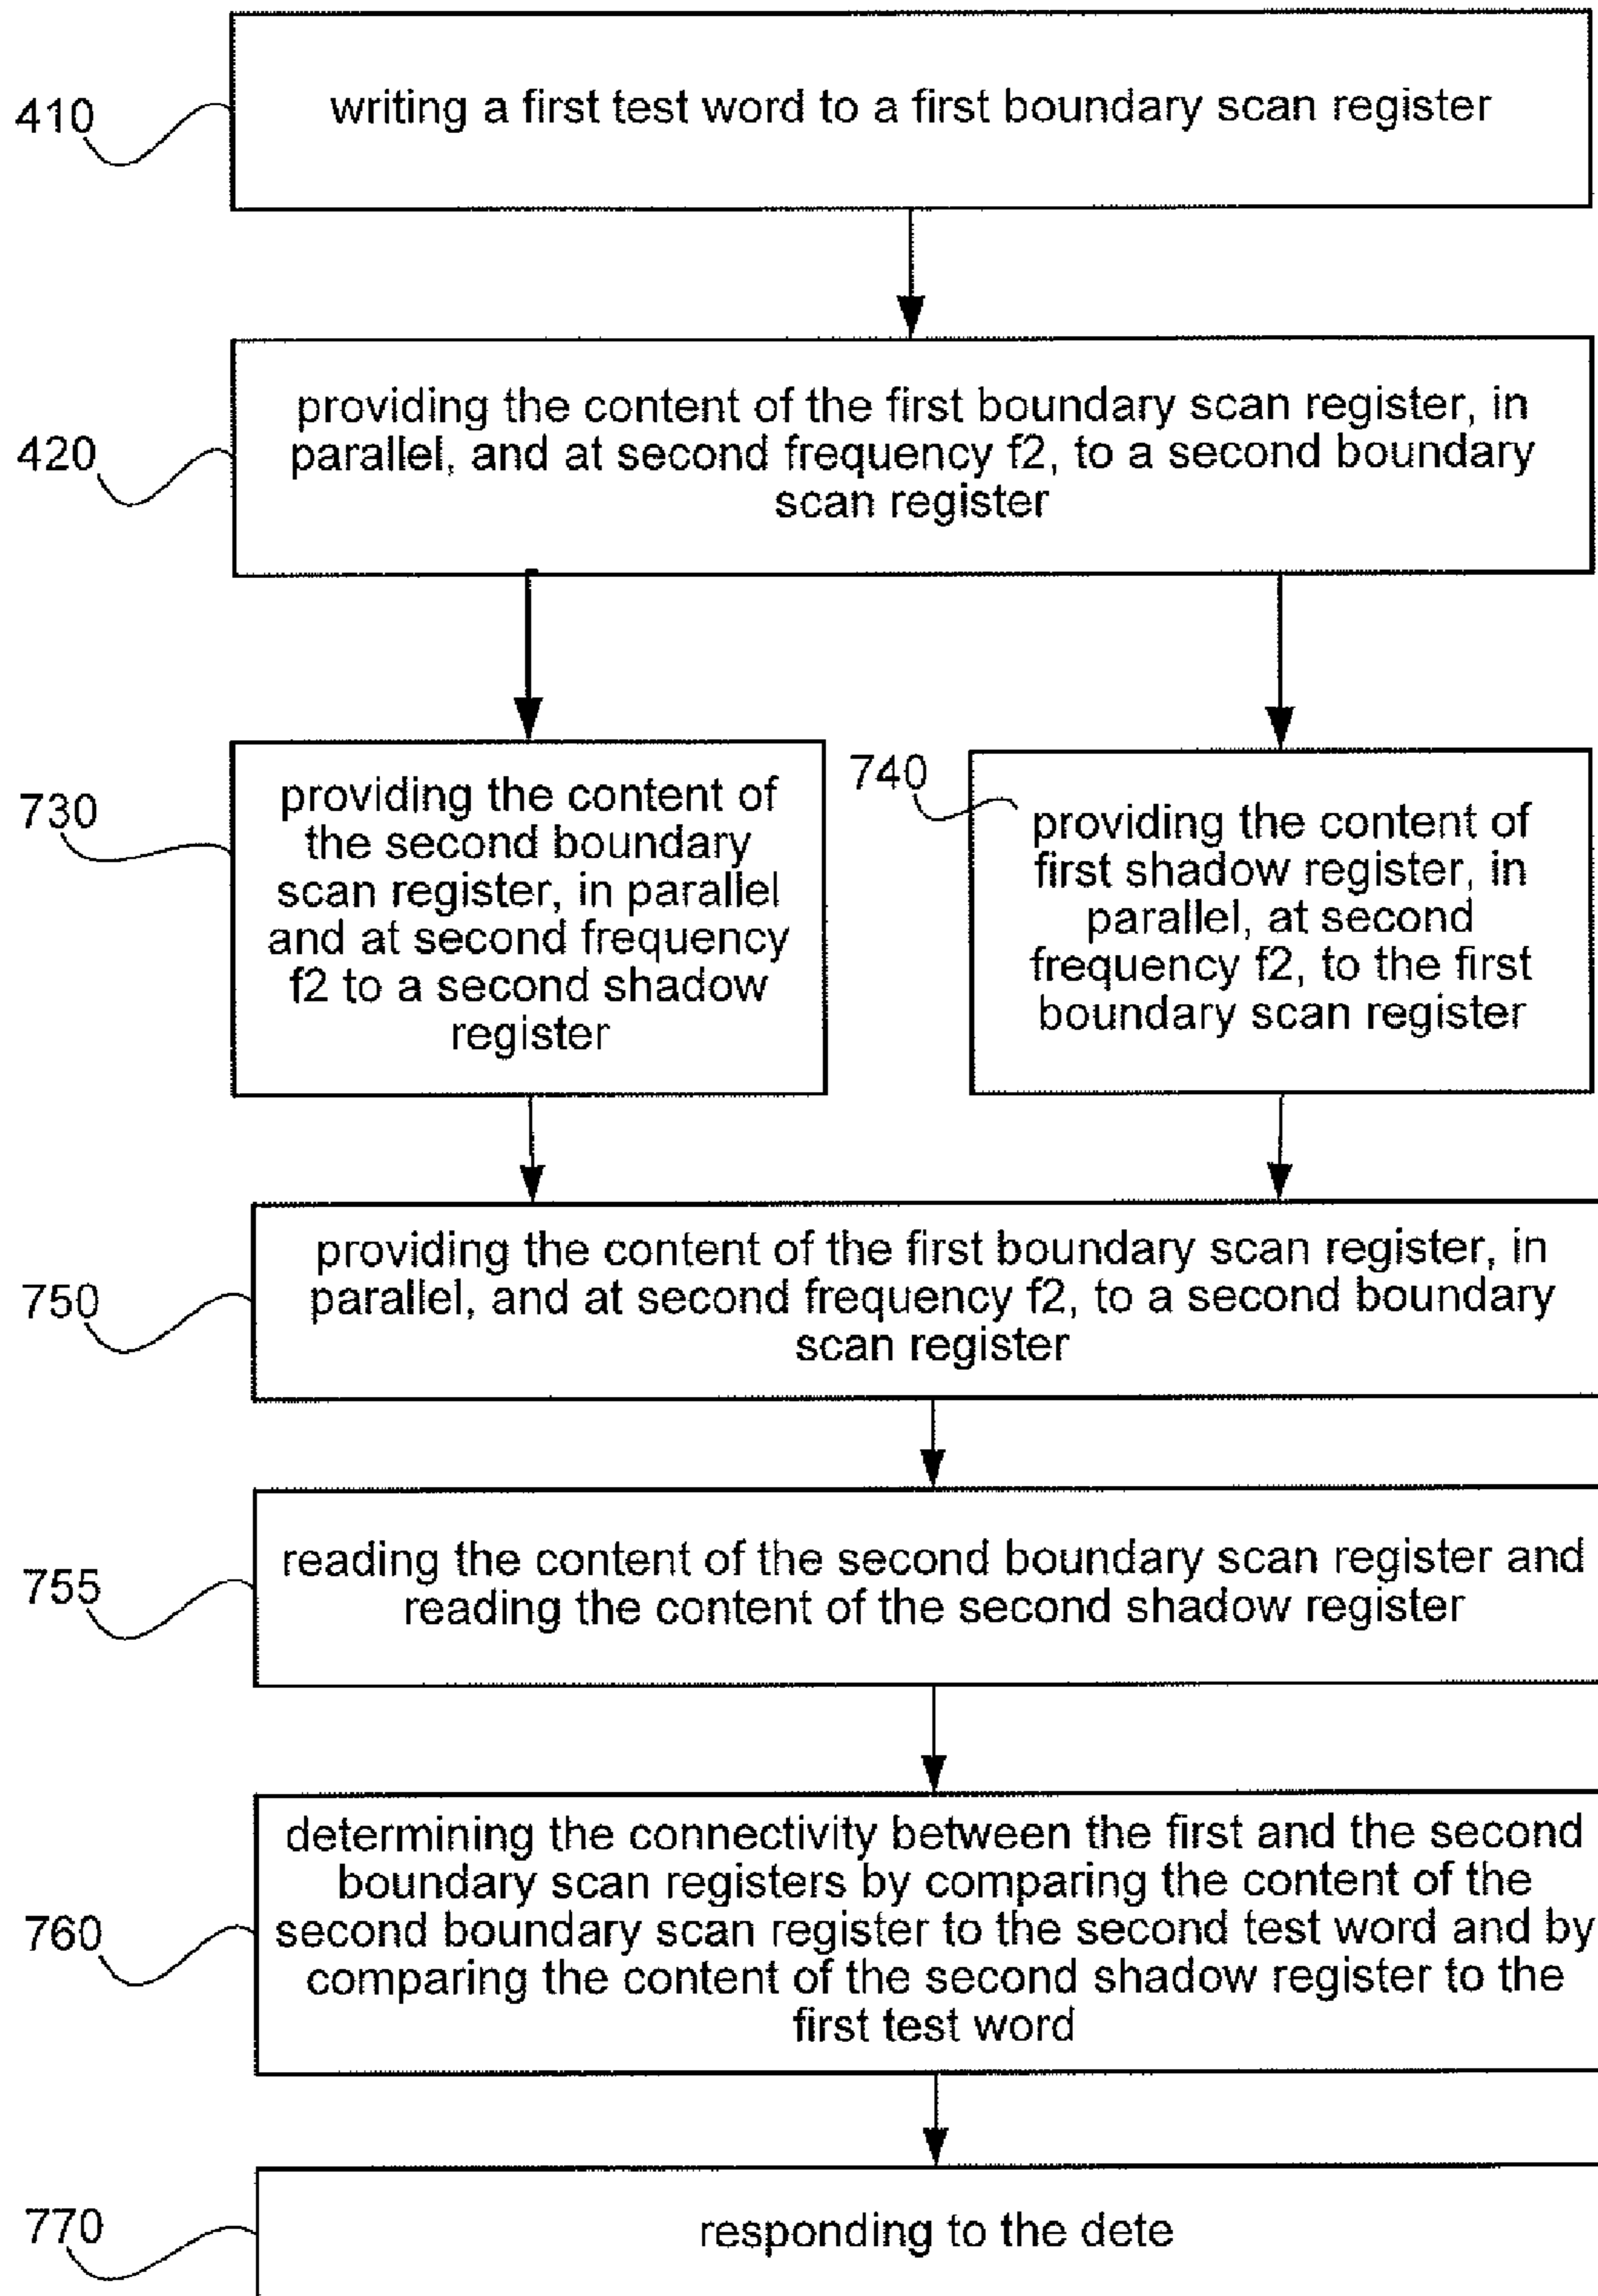 410
writing a first test word to a first boundary scan register
420
providing the content of the first boundary scan register, in
parallel, and at second frequency f2, to a second boundary
scan register
730
providing the content of
the second boundary
scan register, in parallel
and at second frequency
f2 to a second shadow
register
740
providing the content of
first shadow register, in
parallel, at second
frequency f2, to the first
boundary scan register
750
providing the content of the first boundary scan register, in
parallel, and at second frequency f2, to a second boundary
scan register
755
reading the content of the second boundary scan register and
reading the content of the second shadow register
760
determining the connectivity between the first and the second
boundary scan registers by comparing the content of the
second boundary scan register to the second test word and by
comparing the content of the second shadow register to the
first test word
770
responding to the dete